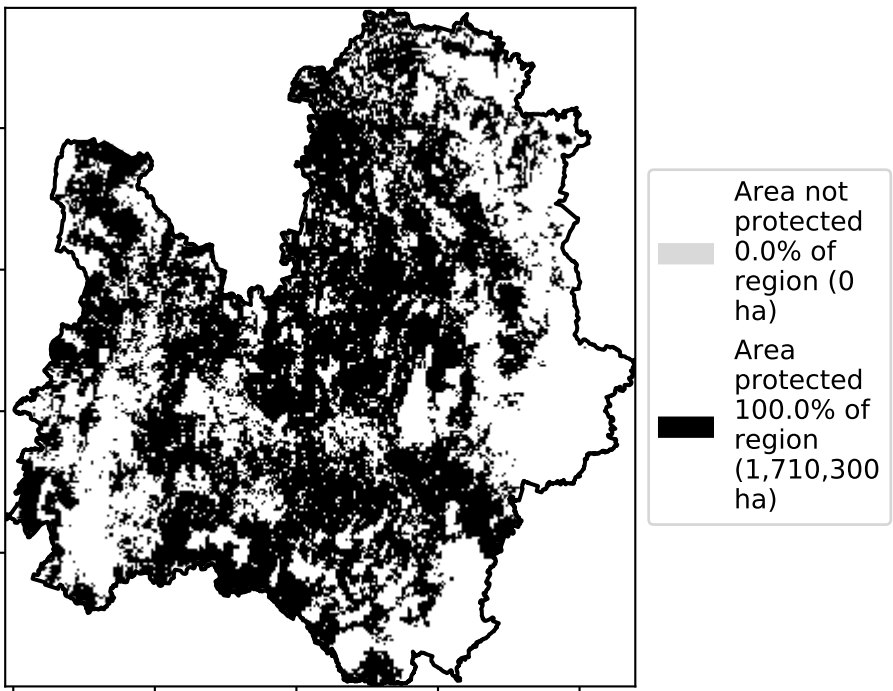 Area not
protected
0.0% of
region (0
ha)
Area
protected
100.0% of
region
(1,710,300
ha)